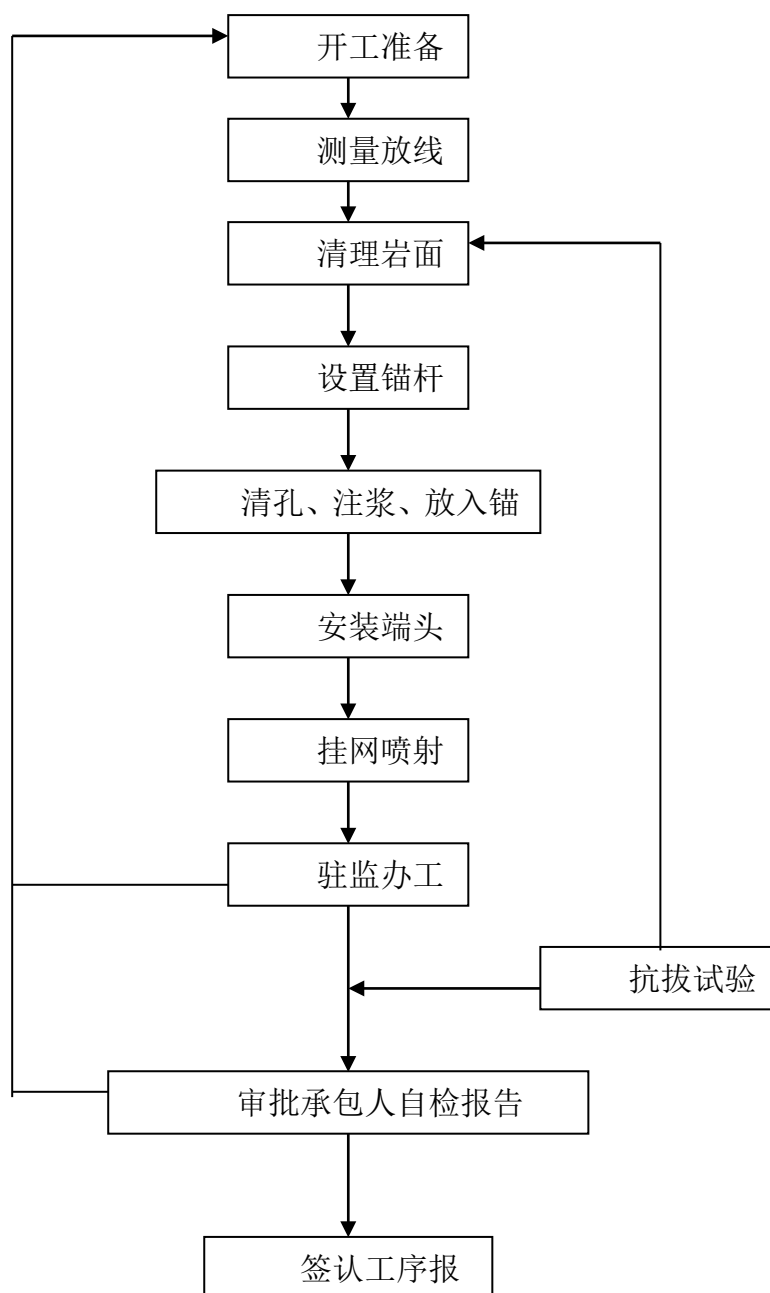 开工准备
测量放线
清理岩面
设置锚杆
清孔、注浆、放入锚
安装端头
挂网喷射
驻监办工
抗拔试验
审批承包人自检报告
签认工序报